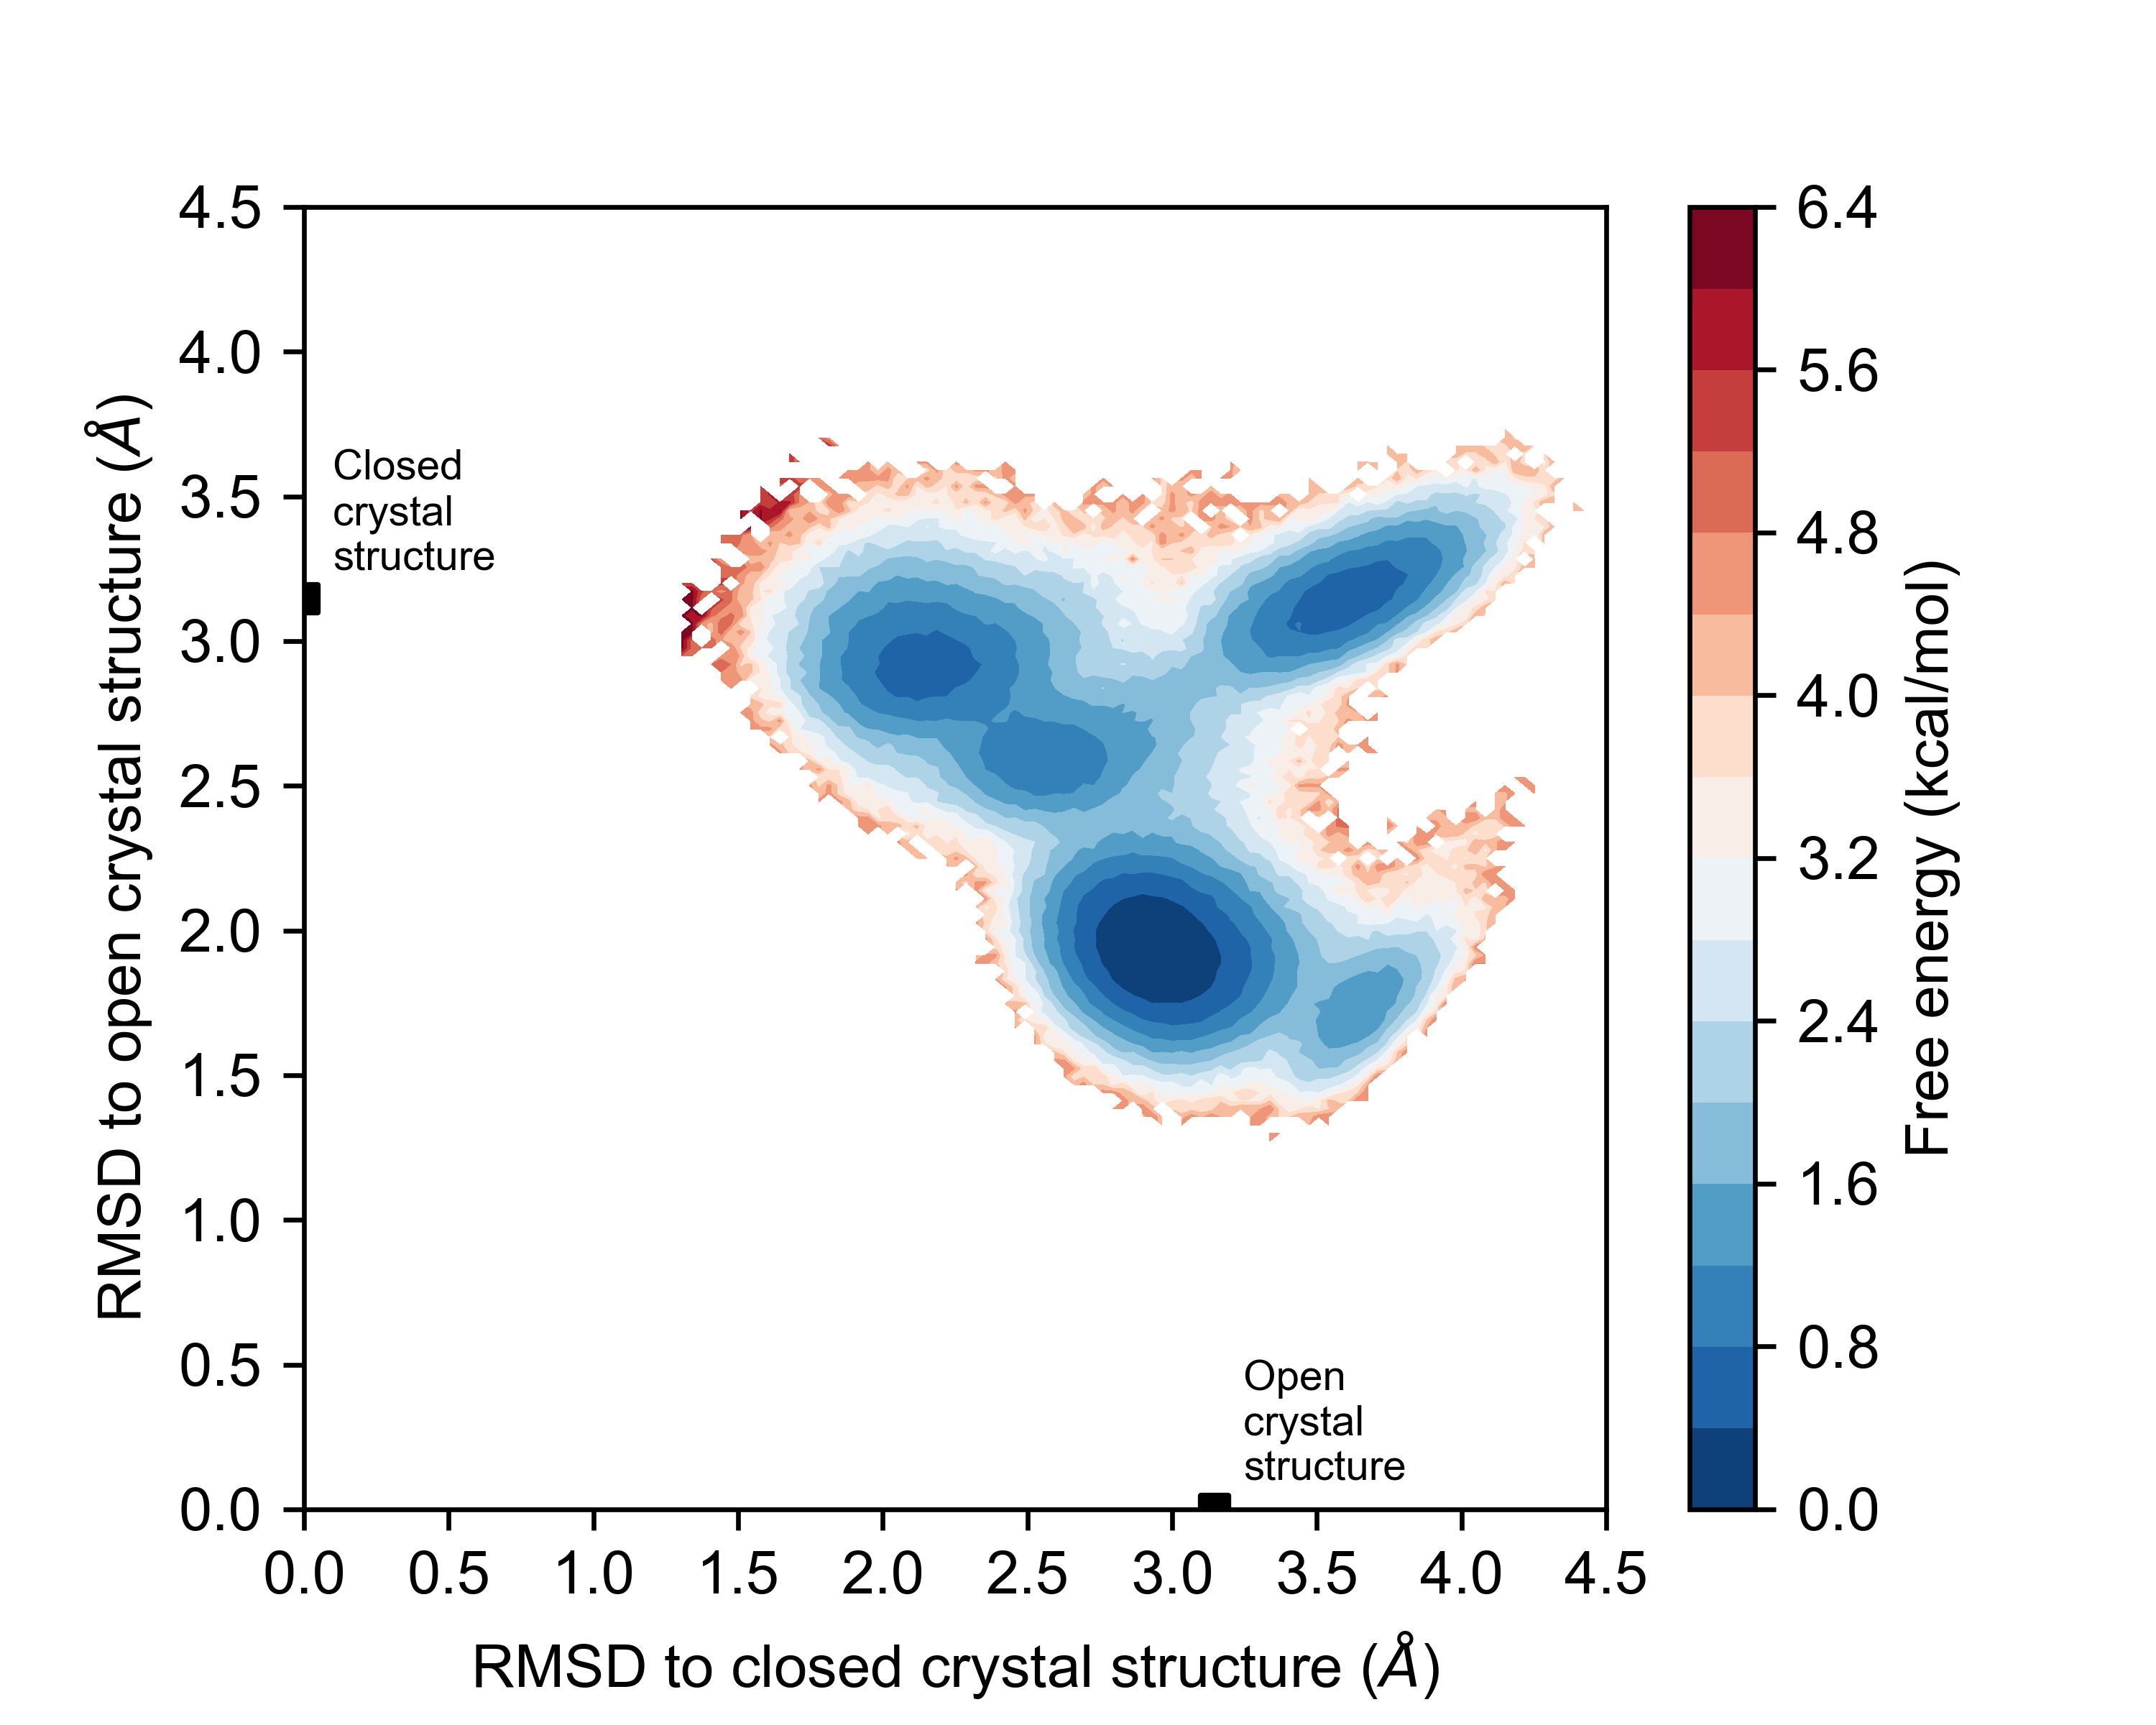 4.5
4.0
3.5
3.0
2.5
2.0
1.5
1.0
0.5
0.0
RMSD to open crystal structure (Å)
Closed
crystal
structure
Open
crystal
structure
0.0 0.5 1.0 1.5 2.0 2.5 3.0 3.5 4.0 4.5
RMSD to closed crystal structure (Å)
6.4
5.6
4.8
4.0
3.2
2.4
1.6
0.8
0.0
Free energy (kcal/mol)